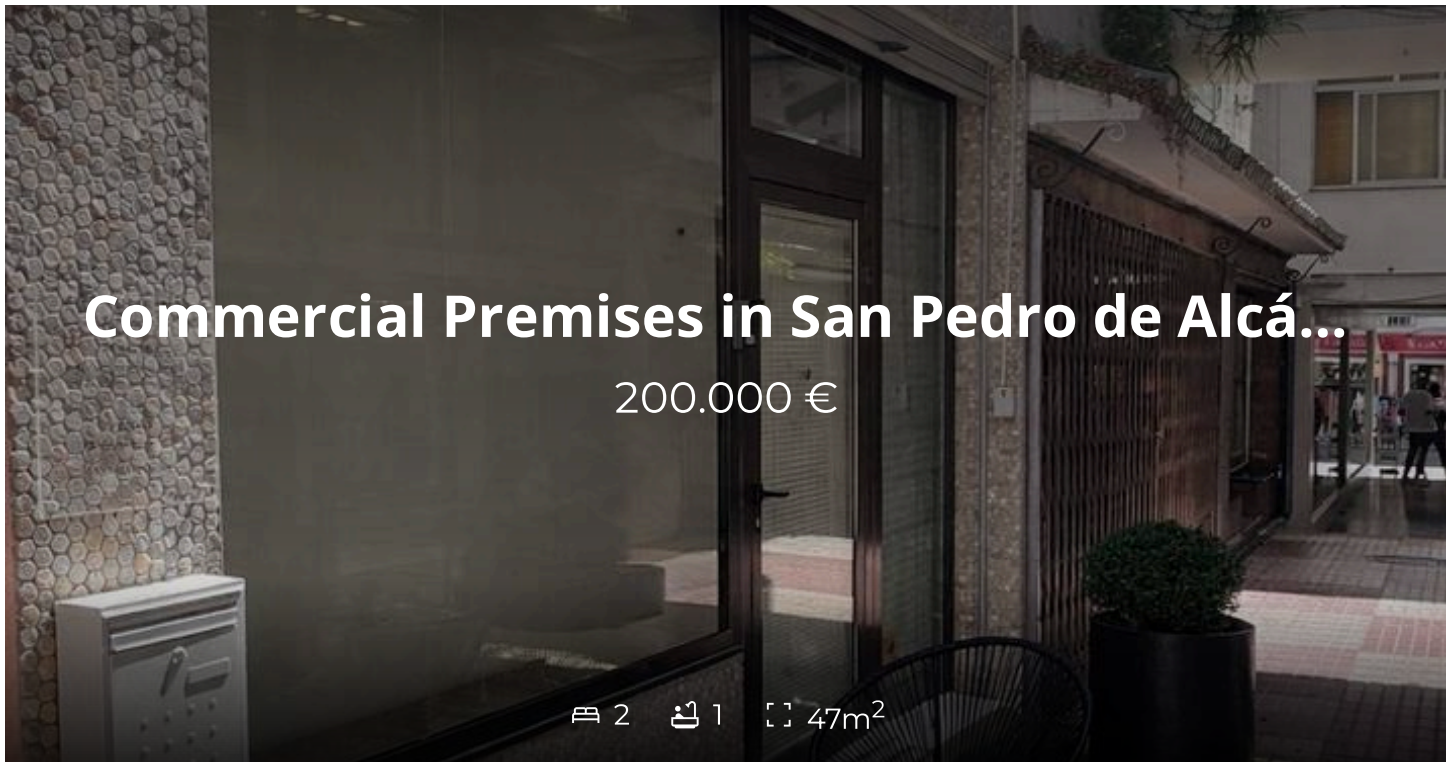 Commercial Premises in San Pedro de Alcá...
200.000 €
2 1 47m²